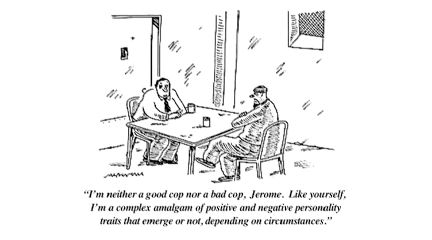 “I’m neither a good cop nor a bad cop, Jerome. Like yourself,
I’m a complex amalgam of positive and negative personality
traits that emerge or not, depending on circumstances.”